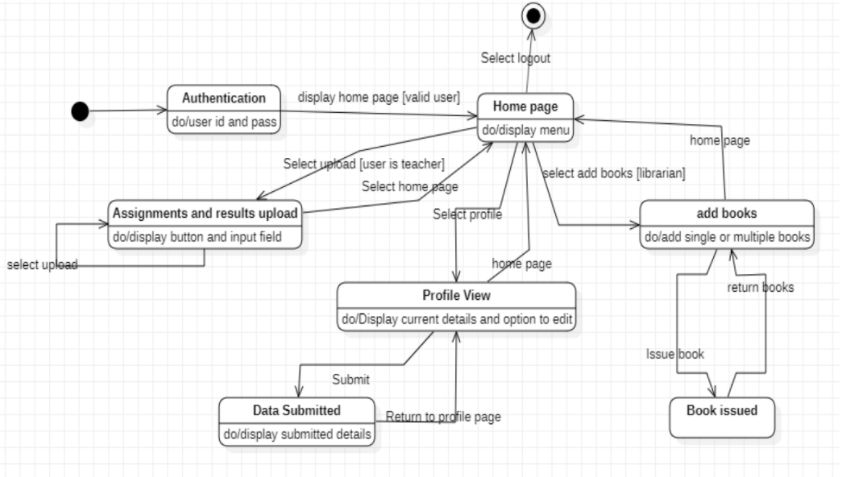 Select logout
Authentication
do/user id and pass
display home page [valid user]
Home page
do/display menu
home page
Select upload [user is teacher]
Select home page
select add books [librarian]
Assignments and results upload
do/display button and input field
select upload
Select profile
home page
add books
do/add single or multiple books
Profile View
do/Display current details and option to edit
return books
Issue book
Submit
Data Submitted
do/display submitted details
Return to profile page
Book issued